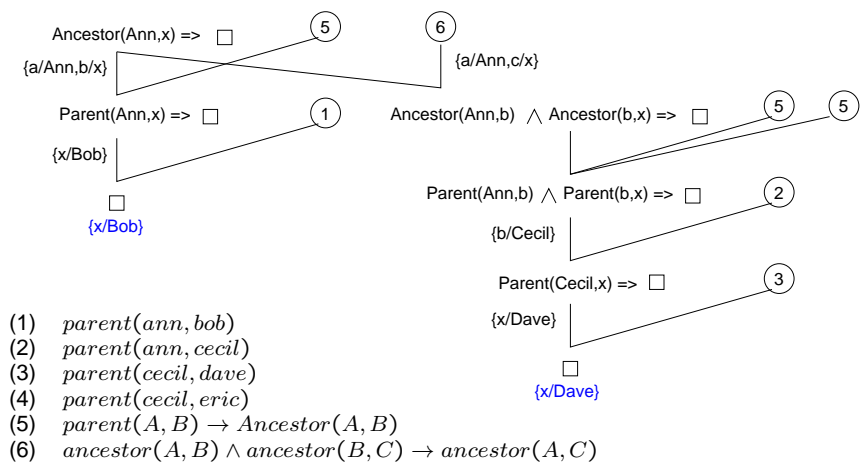 Ancestor(Ann,x) => □ 5 6
{a/Ann,b/x} {a/Ann,c/x}
Parent(Ann,x) => □ 1 Ancestor(Ann,b) ∧ Ancestor(b,x) => □ 5 5
{x/Bob}
Parent(Ann,b) ∧ Parent(b,x) => □ 2
□
{x/Bob} {b/Cecil}
Parent(Cecil,x) => □ 3
{x/Dave}
□
{x/Dave}
(1) parent(ann, bob)
(2) parent(ann, cecil)
(3) parent(cecil, dave)
(4) parent(cecil, eric)
(5) parent(A, B) → Ancestor(A, B)
(6) ancestor(A, B) ∧ ancestor(B, C) → ancestor(A, C)